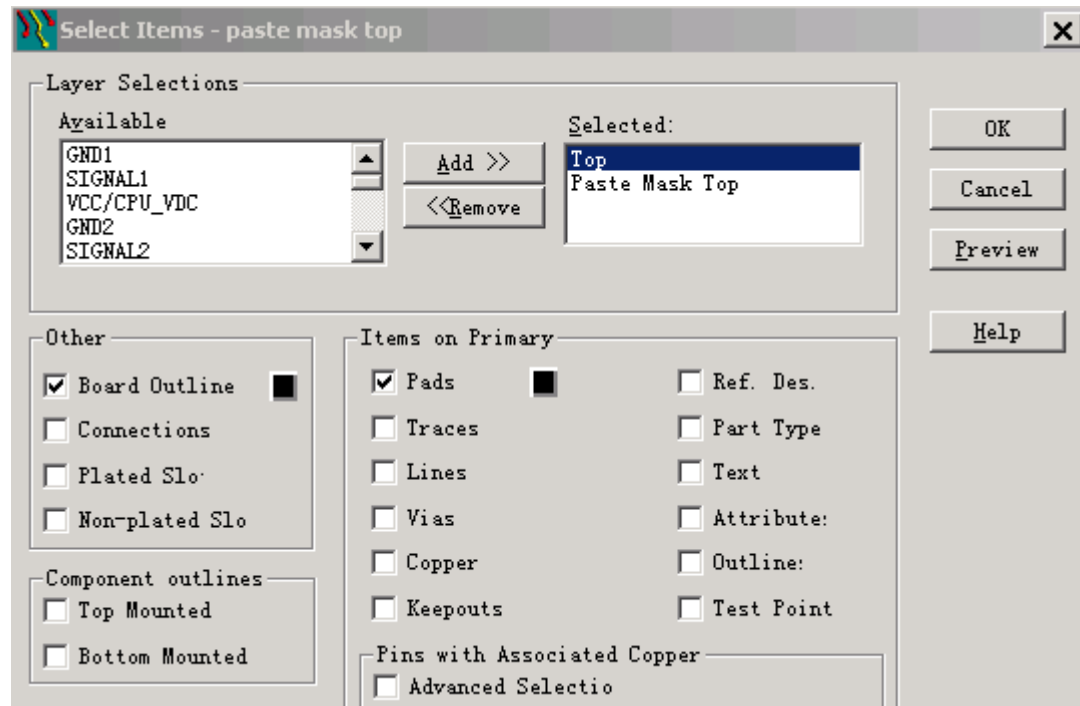 Select Items - paste mask top
Layer Selections
Available
GND1
SIGNAL1
VCC/CPU_VDC
GND2
SIGNAL2
Add >>
<<Remove
Selected:
Top
Paste Mask Top
OK
Cancel
Preview
Help
Other
Board Outline
Connections
Plated Slo
Non-plated Slo
Component outlines
Top Mounted
Bottom Mounted
Items on Primary
Pads
Traces
Lines
Vias
Copper
Keepouts
Ref. Des.
Part Type
Text
Attribute:
Outline:
Test Point
Pins with Associated Copper
Advanced Selectio